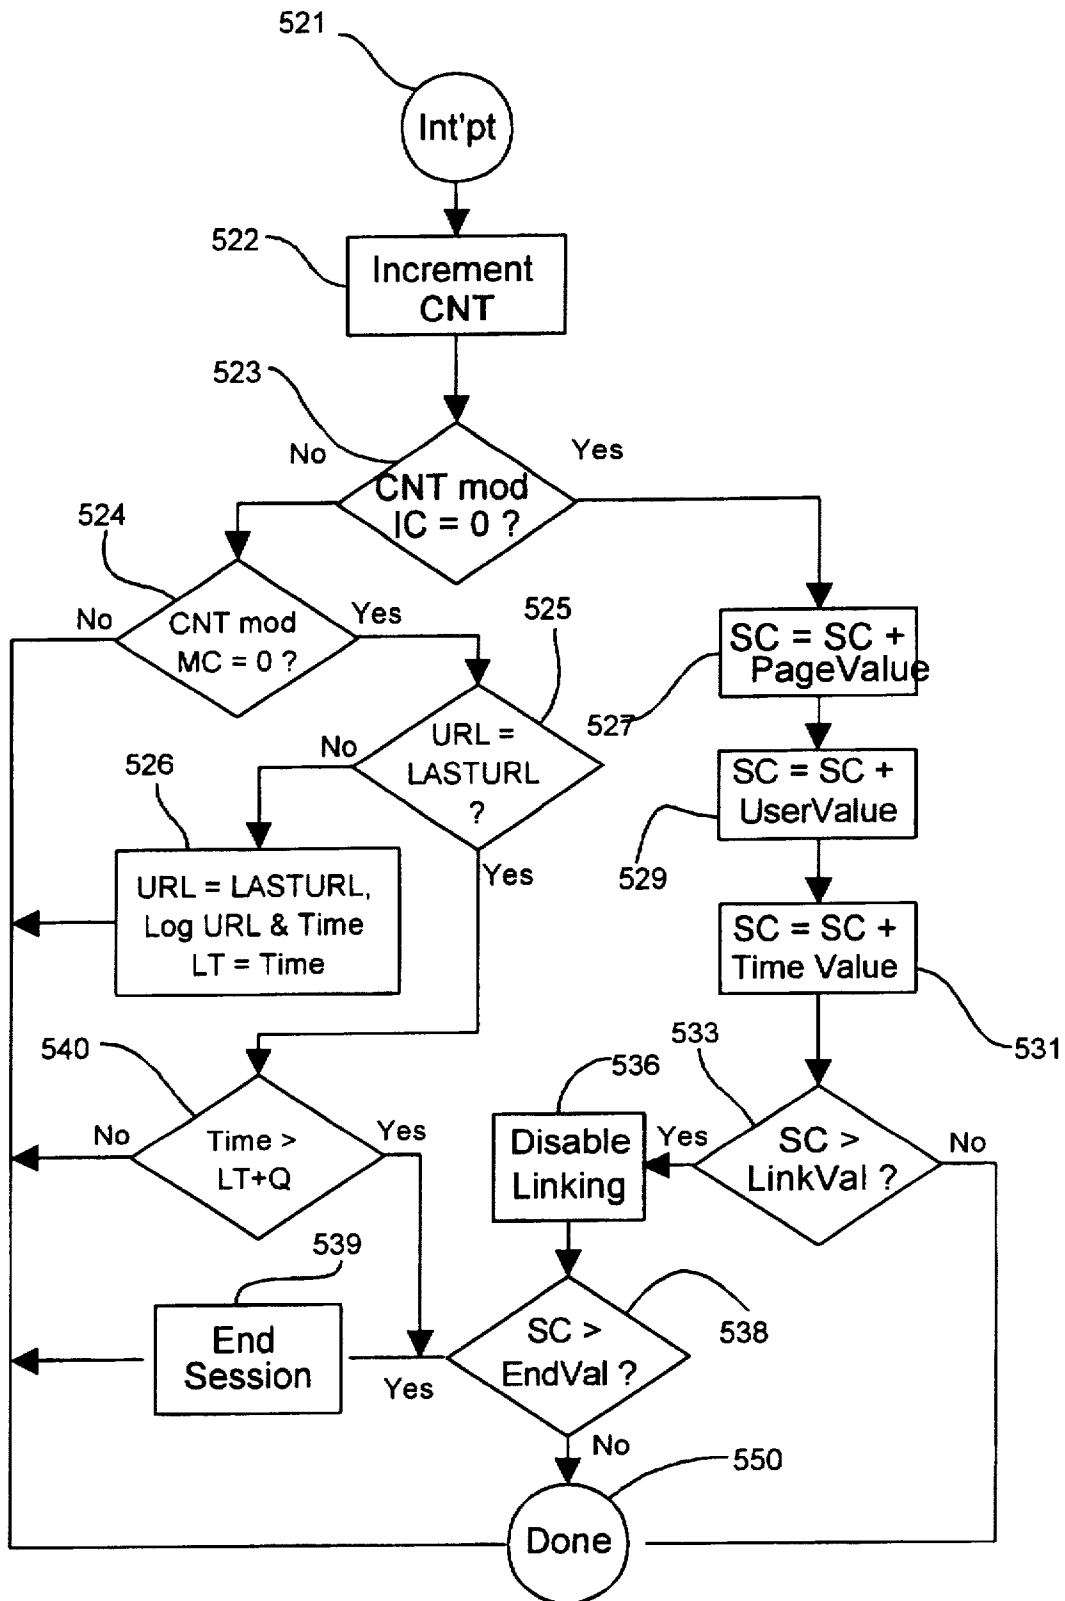 521
Int'pt
522
Increment
CNT
523
No
Yes
CNT mod
IC = 0 ?
524
No
CNT mod
MC = 0 ?
Yes
525
URL =
LASTURL
?
No
Yes
526
URL = LASTURL,
Log URL & Time
LT = Time
SC = SC +
PageValue
527
SC = SC +
UserValue
529
SC = SC +
Time Value
531
540
No
Time >
LT+Q
Yes
533
SC >
LinkVal ?
Yes
No
536
Disable
Linking
539
End
Session
Yes
SC >
EndVal ?
538
No
550
Done